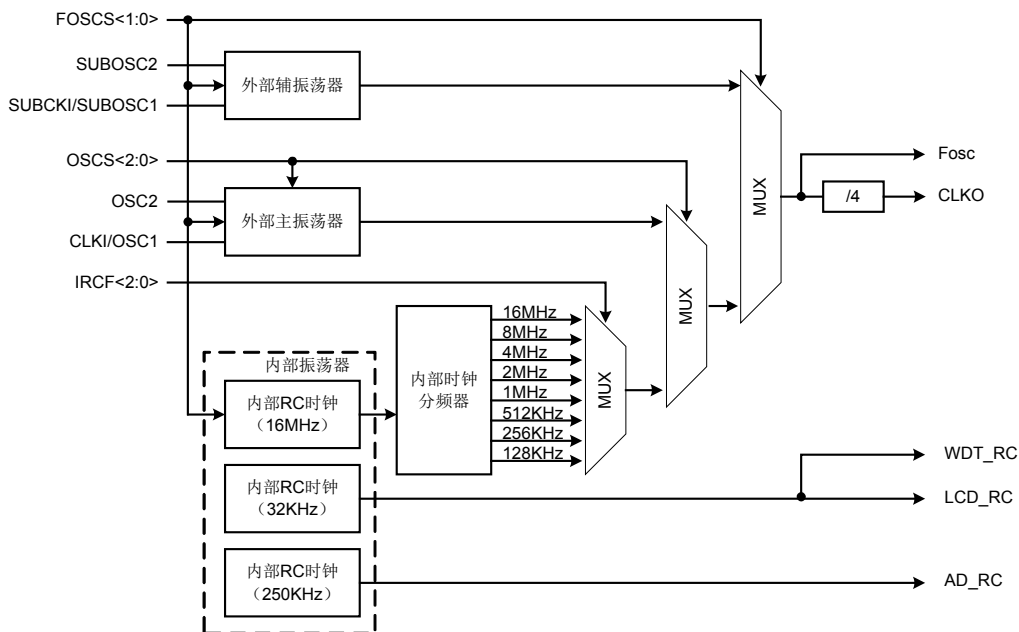 FOSCS<1:0>
SUBOSC2
SUBCKI/SUBOSC1
外部辅振荡器
OSCS<2:0>
OSC2
CLKI/OSC1
外部主振荡器
IRCF<2:0>
内部振荡器
内部RC时钟
（16MHz）
内部RC时钟
（32KHz）
内部RC时钟
（250KHz）
内部时钟
分频器
16MHz
8MHz
4MHz
2MHz
1MHz
512KHz
256KHz
128KHz
MUX
MUX
MUX
/4
Fosc
CLKO
WDT_RC
LCD_RC
AD_RC